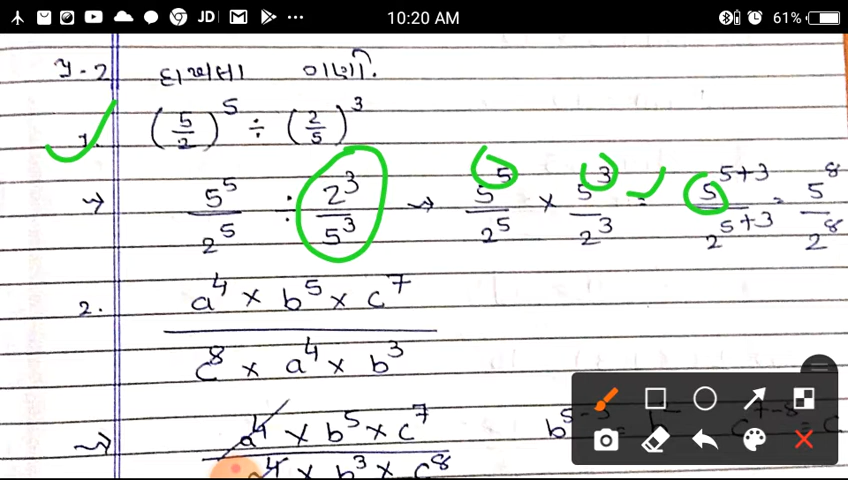 10:20 AM
61%
JD
પ્ર-2 દાખલા ગણો.
1. (5/2)^5 ÷ (2/5)^3
→ 5^5/2^5 ÷ 2^3/5^3 → 5^5/2^5 × 5^3/2^3 = 5^(5+3)/2^(5+3) = 5^8/2^8
2. a^4 × b^5 × c^7
c^8 × a^4 × b^3
→ a^4 × b^5 × c^7
a^4 × b^3 × c^8